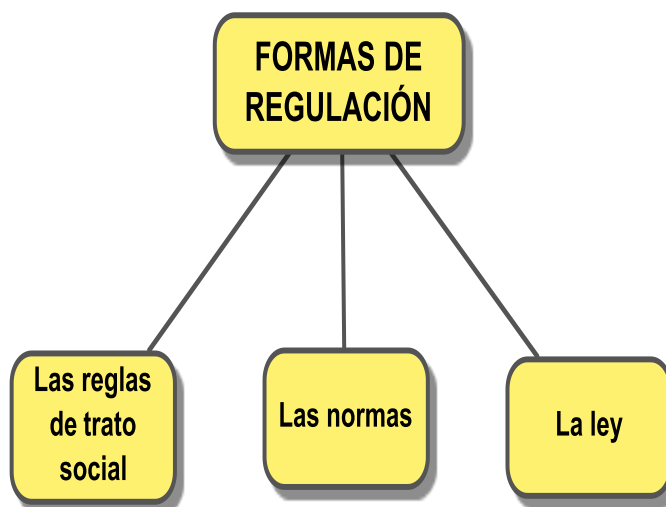 FORMAS DE
REGULACIÓN
Las reglas
de trato
social
Las normas
La ley